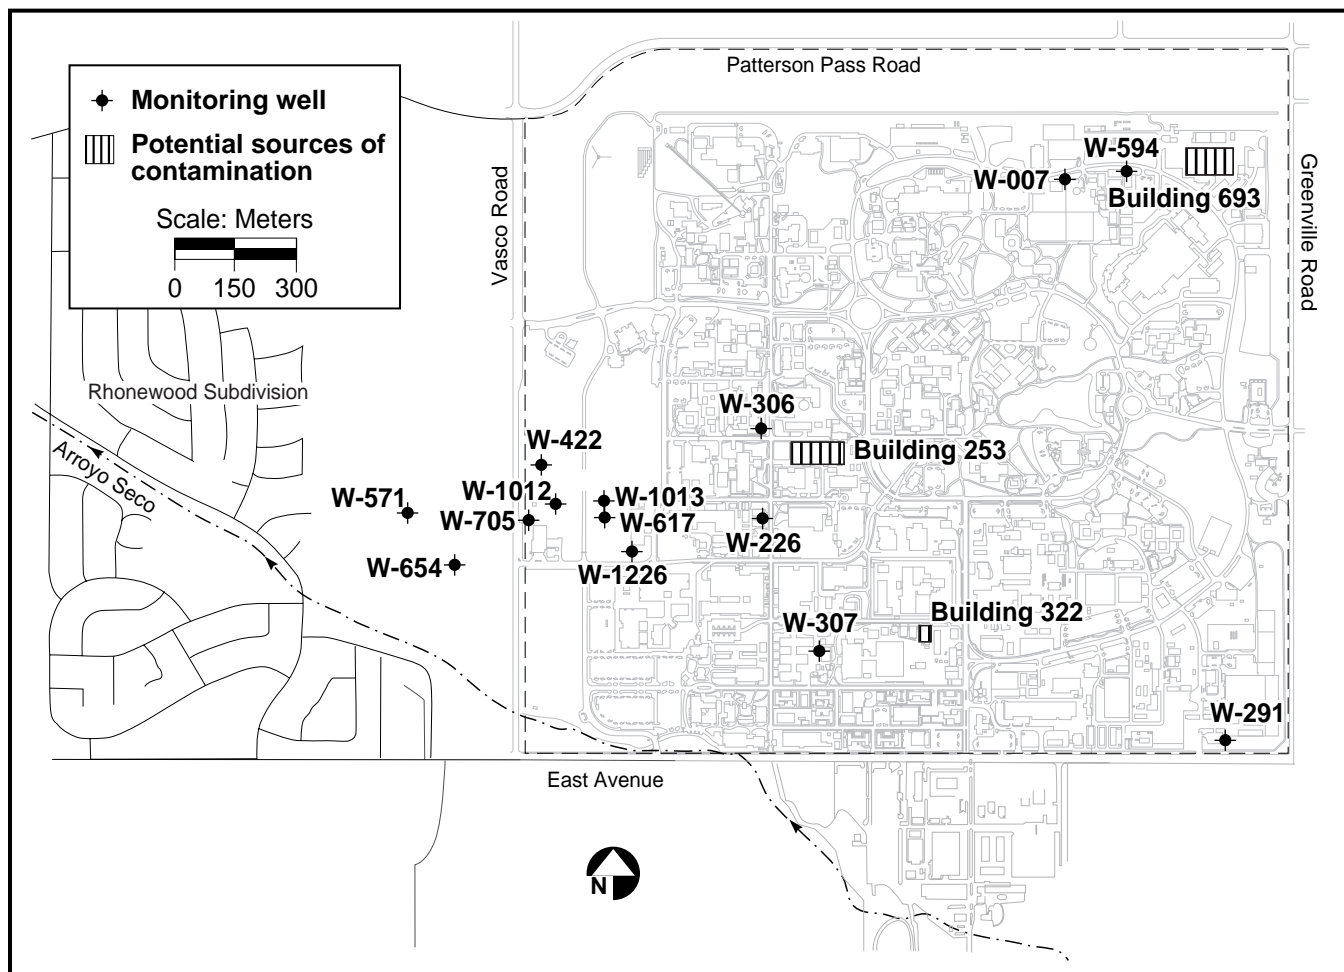 Patterson Pass Road
Monitoring well
Potential sources of
contamination
Scale: Meters
0 150 300
Vasco Road
Greenville Road
W-594
W-007
Building 693
Rhonewood Subdivision
Arroyo Seco
W-306
W-422
Building 253
W-571
W-1012
W-1013
W-705
W-617
W-226
W-654
W-1226
W-307
Building 322
W-291
East Avenue
N